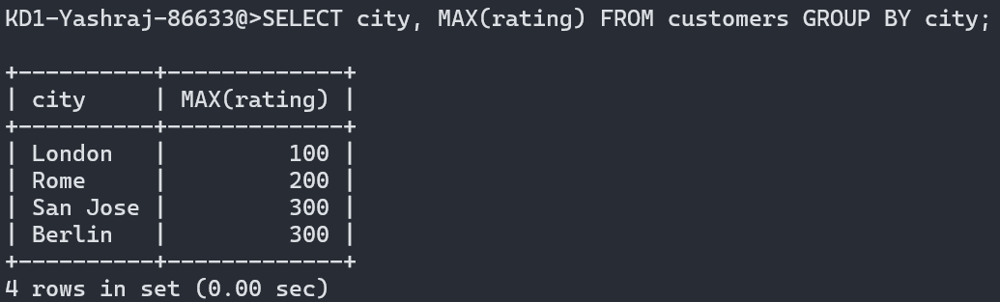 KD1-Yashraj-86633@>SELECT city, MAX(rating) FROM customers GROUP BY city;
+----------+-------------+
| city     | MAX(rating) |
+----------+-------------+
| London   |         100 |
| Rome     |         200 |
| San Jose |         300 |
| Berlin   |         300 |
+----------+-------------+
4 rows in set (0.00 sec)